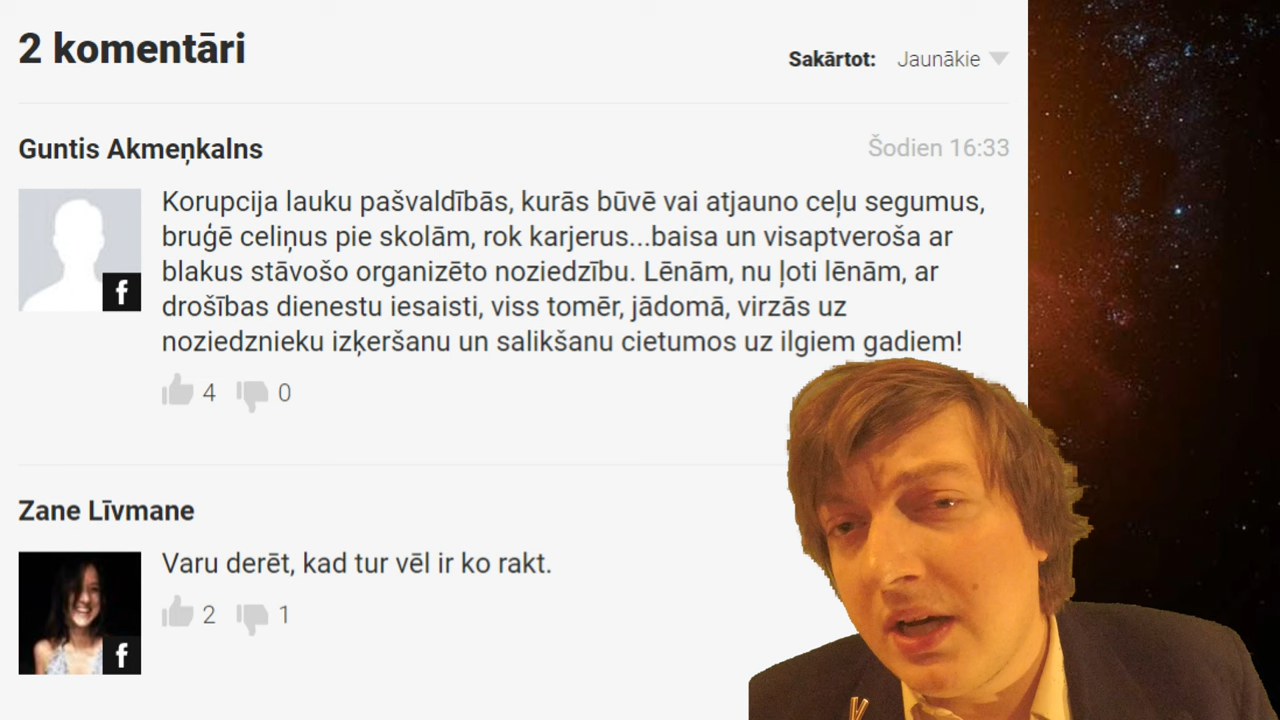 2 komentāri
Sakārtot: Jaunākie
Guntis Akmeņkalns
Šodien 16:33
Korupcija lauku pašvaldībās, kurās būvē vai atjauno ceļu segumus,
bruģē celiņus pie skolām, rok karjerus...baisa un visaptveroša ar
blakus stāvošo organizēto noziedzību. Lēnām, nu ļoti lēnām, ar
drošības dienestu iesaisti, viss tomēr, jādomā, virzās uz
noziedznieku izķeršanu un salikšanu cietumos uz ilgiem gadiem!
4 0
Zane Līvmane
Varu derēt, kad tur vēl ir ko rakt.
2 1